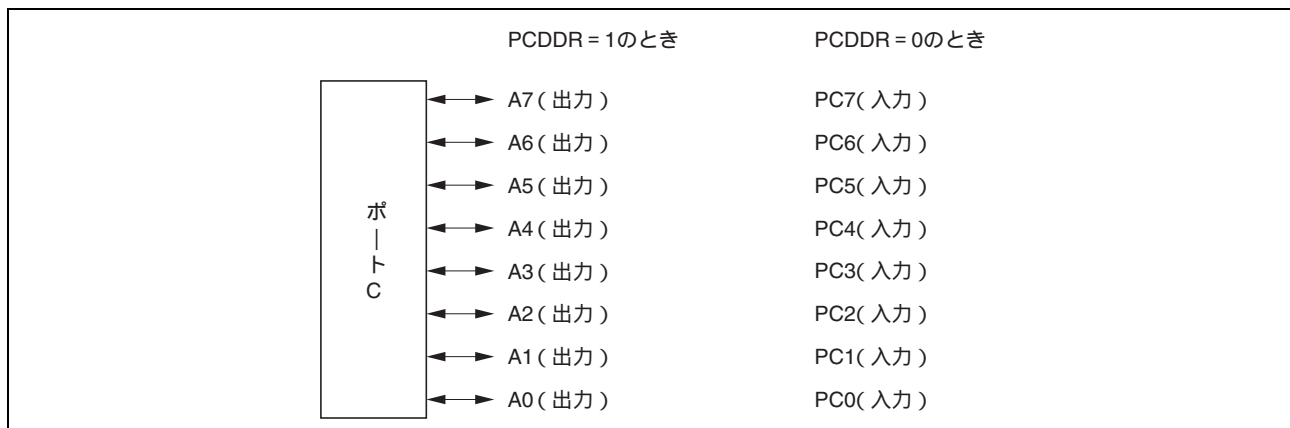 PCDDR = 1のとき PCDDR = 0のとき
A7 ( 出力 ) PC7( 入力 )
A6 ( 出力 ) PC6( 入力 )
A5 ( 出力 ) PC5( 入力 )
A4 ( 出力 ) PC4( 入力 )
A3 ( 出力 ) PC3( 入力 )
A2 ( 出力 ) PC2( 入力 )
A1 ( 出力 ) PC1( 入力 )
A0 ( 出力 ) PC0( 入力 )
ポートC